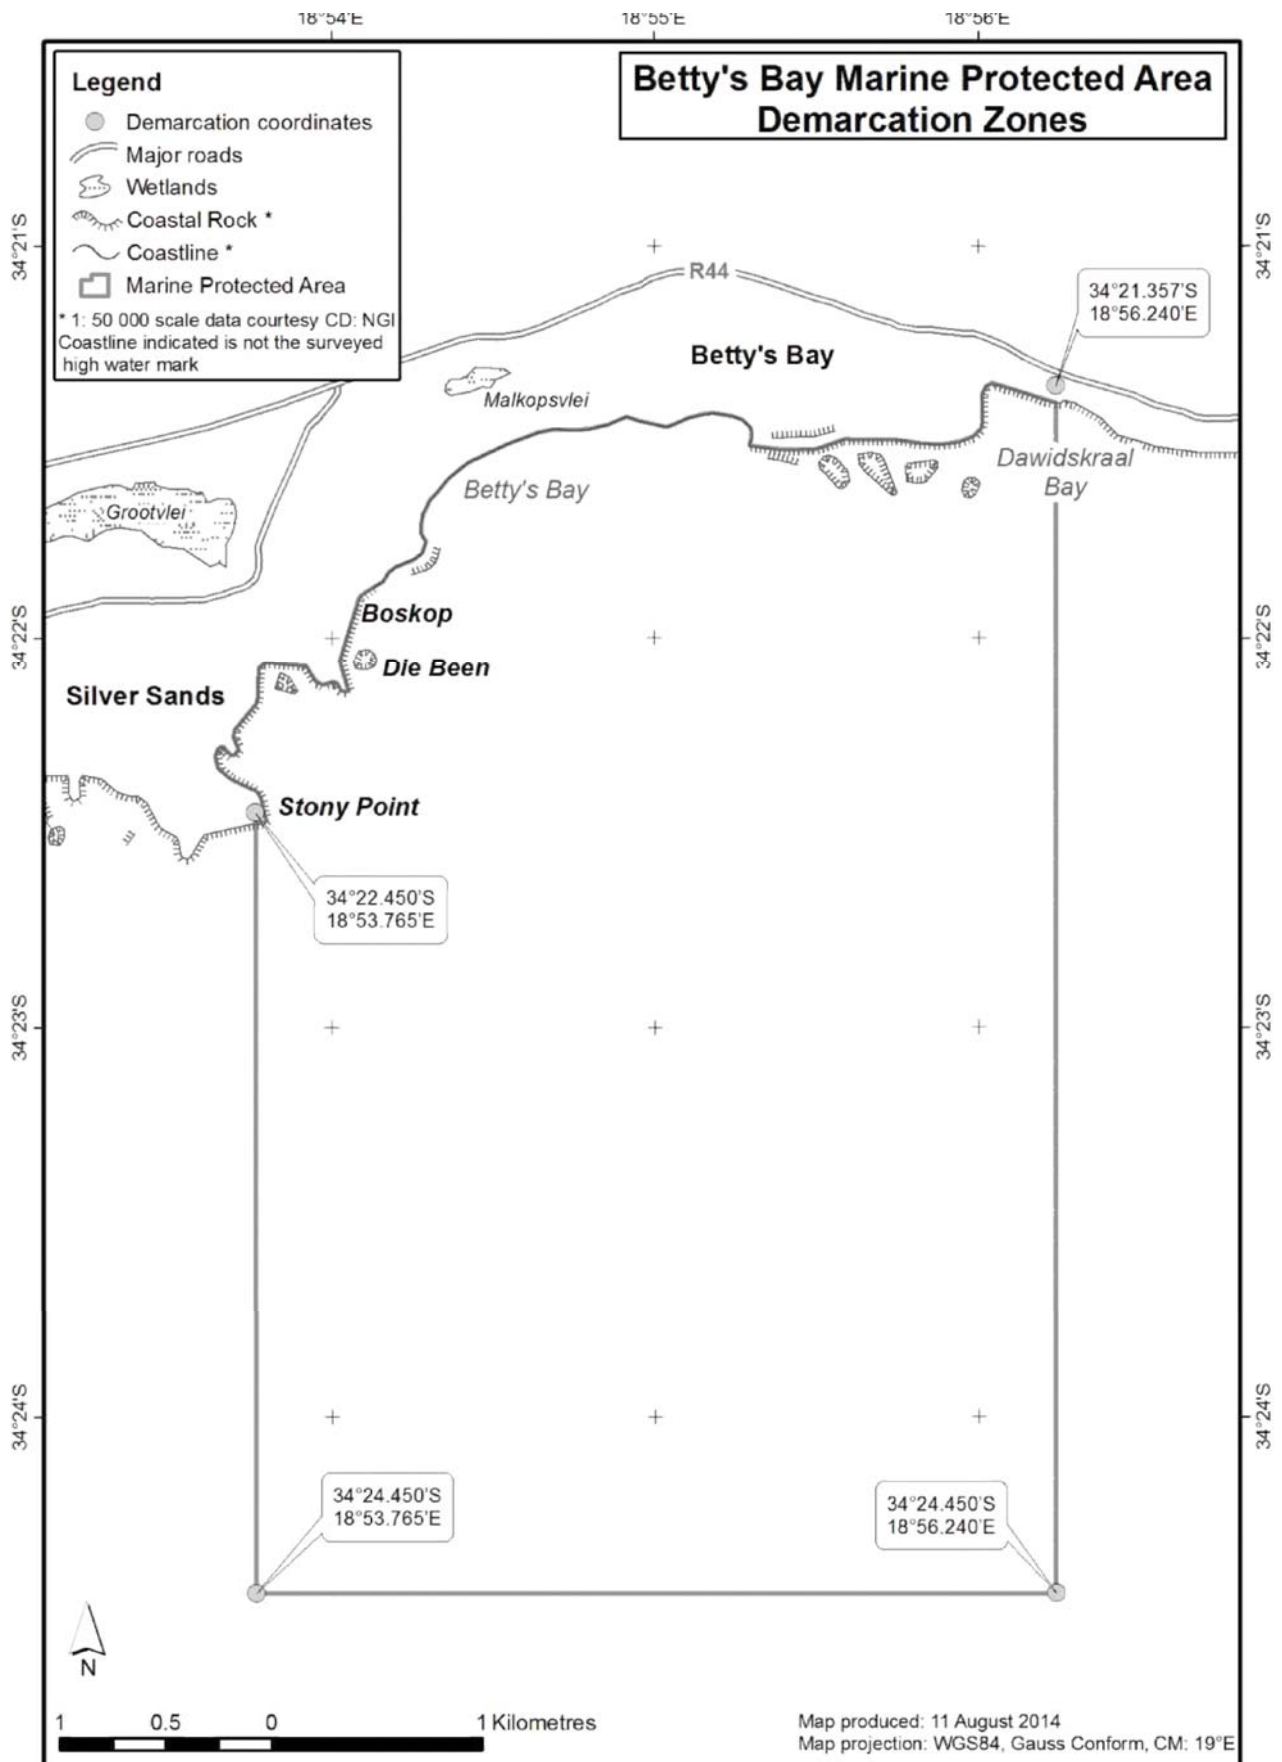 18°54'E
18°55'E
18°56'E
Betty's Bay Marine Protected Area
Demarcation Zones
Legend
Demarcation coordinates
Major roads
Wetlands
Coastal Rock *
Coastline *
Marine Protected Area
* 1: 50 000 scale data courtesy CD: NGI
Coastline indicated is not the surveyed
high water mark
34°21'S
34°21'S
R44
34°21.357'S
18°56.240'E
Betty's Bay
Malkopsvlei
Dawidskraal
Bay
Betty's Bay
Grootvlei
Boskop
34°22'S
34°22'S
Die Been
Silver Sands
Stony Point
34°22.450'S
18°53.765'E
34°23'S
34°23'S
34°24'S
34°24'S
34°24.450'S
18°53.765'E
34°24.450'S
18°56.240'E
N
1 0.5 0 1 Kilometres
Map produced: 11 August 2014
Map projection: WGS84, Gauss Conform, CM: 19°E